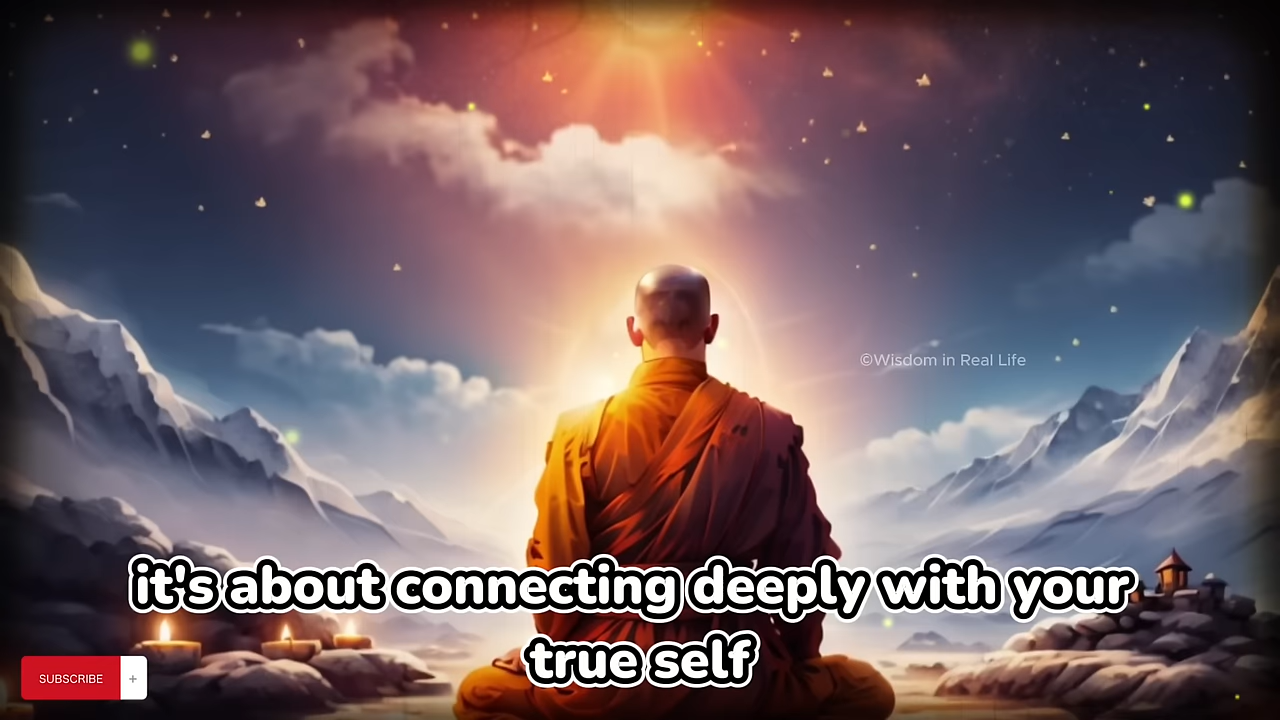 ©Wisdom in Real Life
it's about connecting deeply with your
true self
SUBSCRIBE +